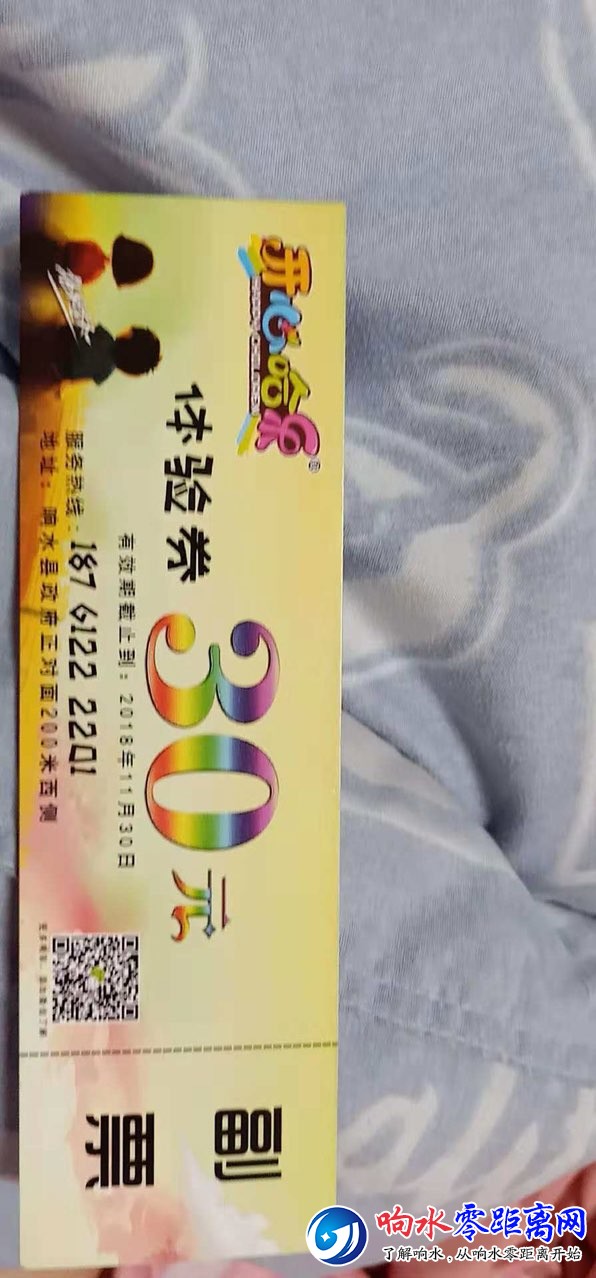 开心哈乐
HAPPY CHILDREN
®
体验券 30元
有效期截止到：2018年11月30日
服务热线：187 6122 2201
地址：响水县政府正对面200米西侧
副票
响水零距离网
了解响水，从响水零距离开始